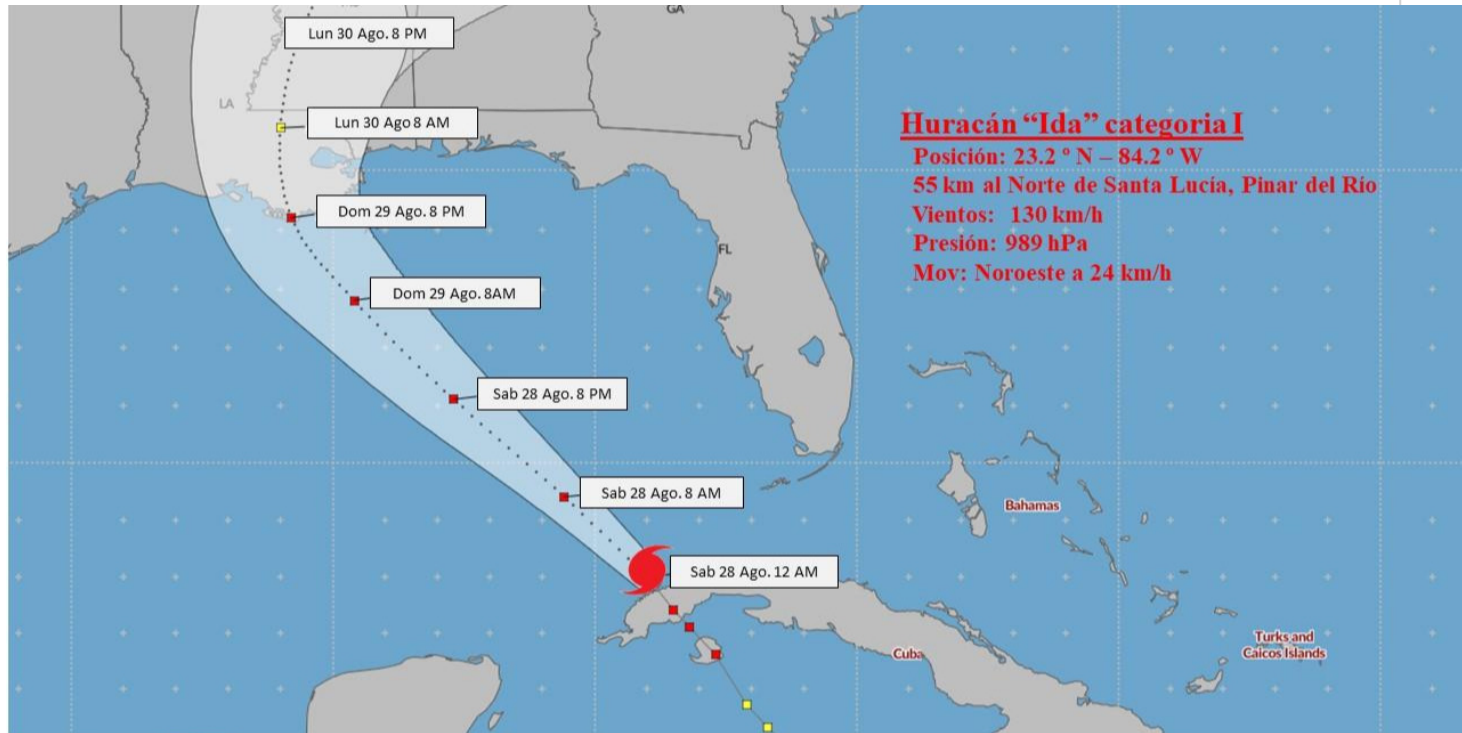 GA
Lun 30 Ago. 8 PM
LA
Lun 30 Ago 8 AM
Huracán “Ida” categoria I
Posición: 23.2 º N – 84.2 º W
55 km al Norte de Santa Lucía, Pinar del Río
Vientos: 130 km/h
Presión: 989 hPa
Mov: Noroeste a 24 km/h
Dom 29 Ago. 8 PM
FL
Dom 29 Ago. 8AM
Sab 28 Ago. 8 PM
Sab 28 Ago. 8 AM
Bahamas
Sab 28 Ago. 12 AM
Cuba
Turks and
Caicos Islands